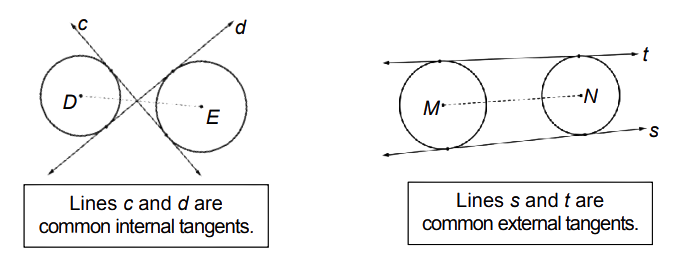 c
d
D
E
Lines c and d are
common internal tangents.
t
M
N
s
Lines s and t are
common external tangents.